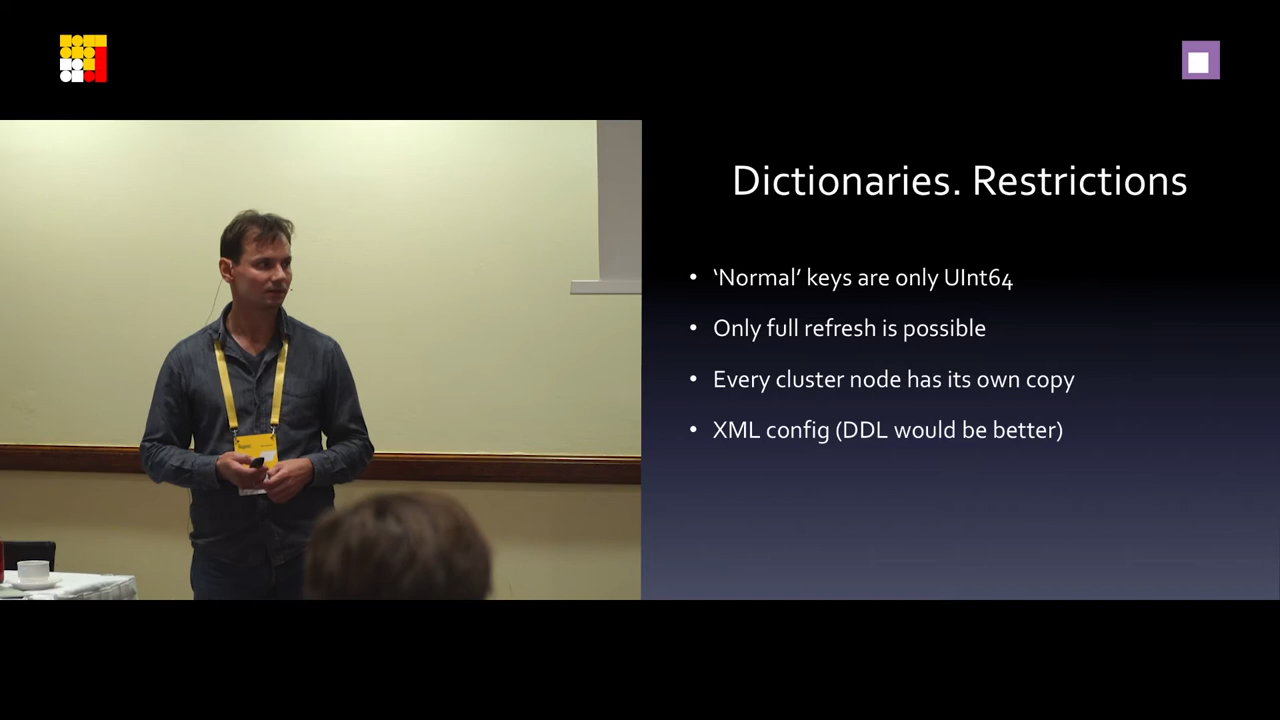 Dictionaries. Restrictions
• ‘Normal’ keys are only UInt64
• Only full refresh is possible
• Every cluster node has its own copy
• XML config (DDL would be better)